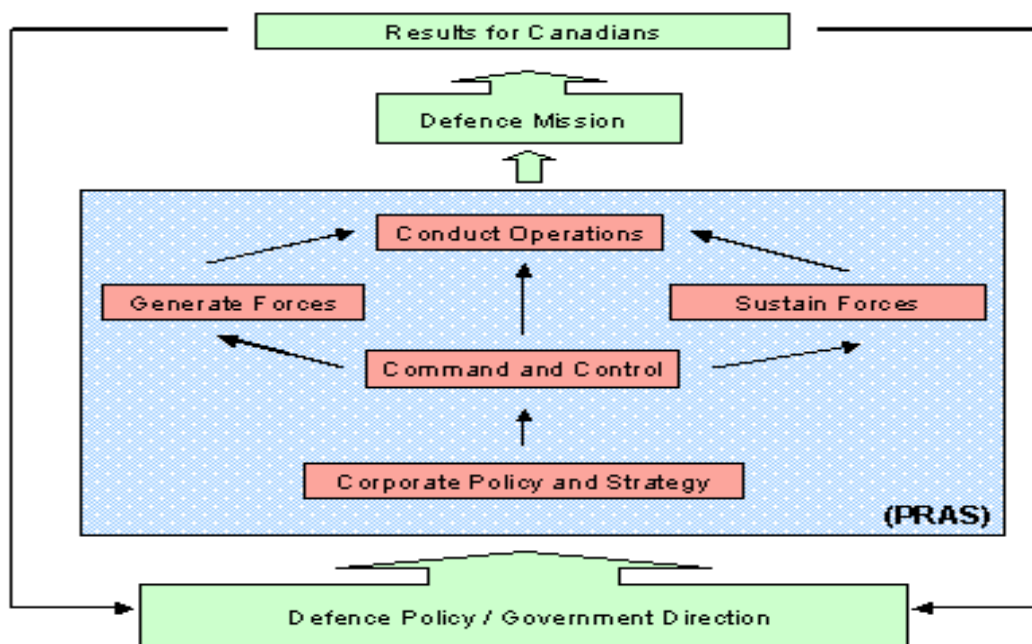 Results for Canadians
Defence Mission
Conduct Operations
Generate Forces
Sustain Forces
Command and Control
Corporate Policy and Strategy
(PRAS)
Defence Policy / Government Direction